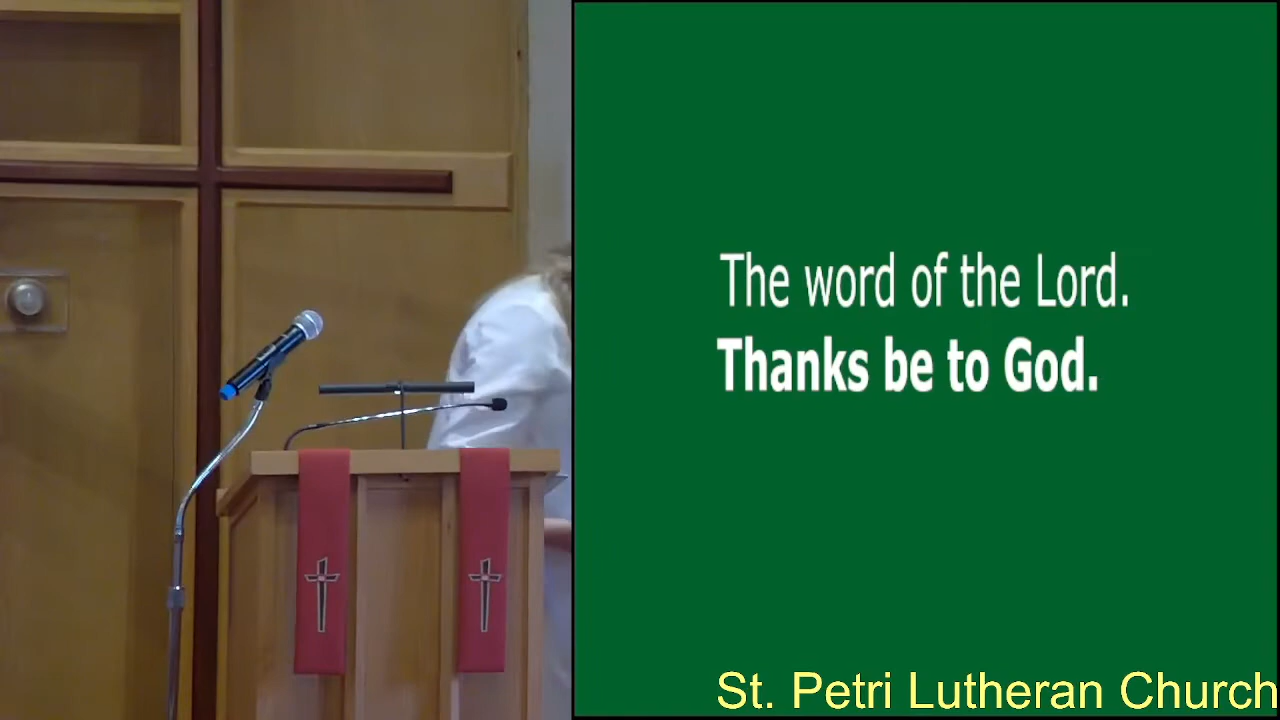 The word of the Lord.
Thanks be to God.
St. Petri Lutheran Church